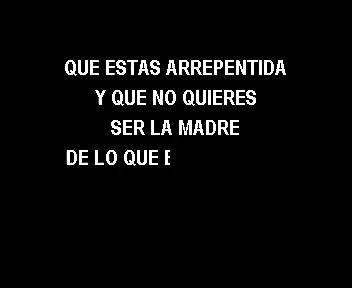 QUE ESTAS ARREPENTIDA
Y QUE NO QUIERES
SER LA MADRE
DE LO QUE